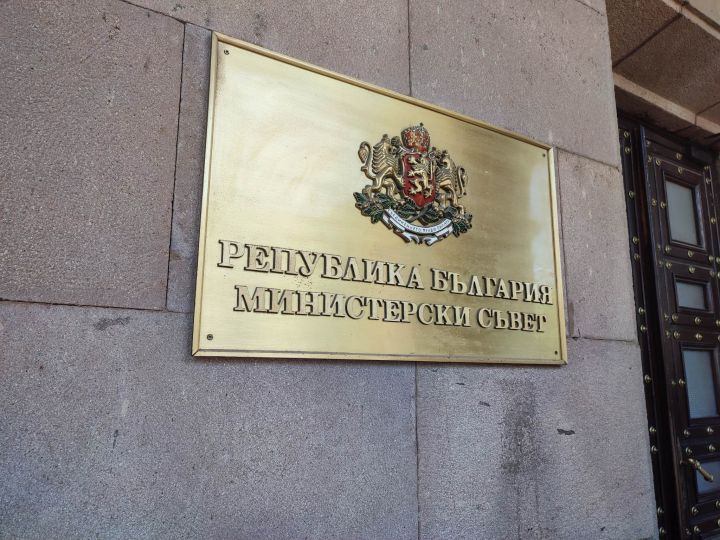 РЕПУБЛИКА БЪЛГАРИЯ
МИНИСТЕРСКИ СЪВЕТ